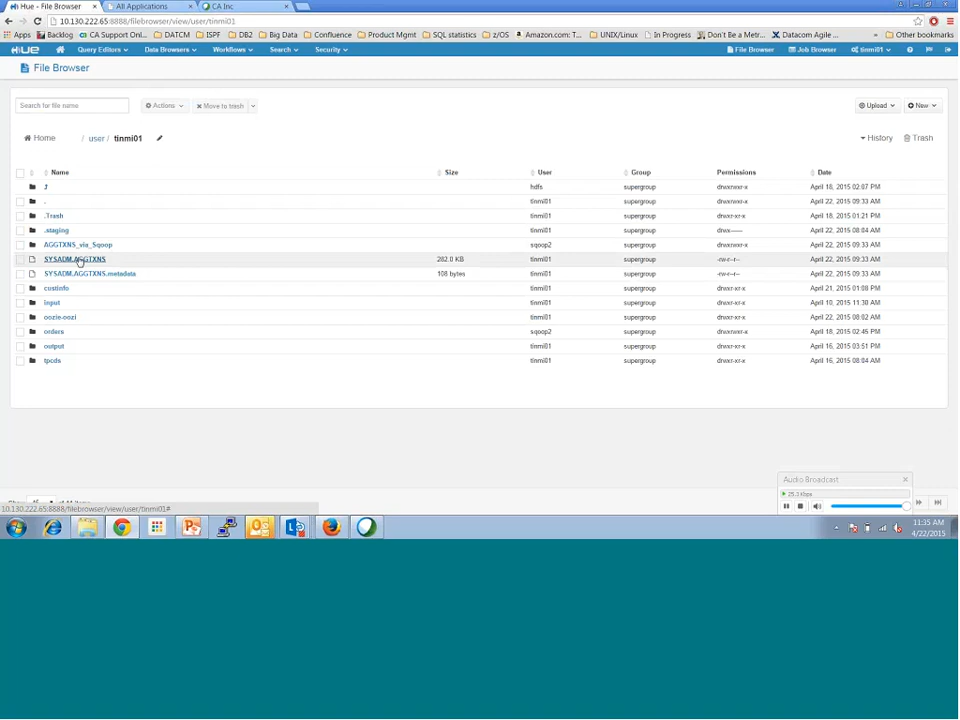 Hue - File Browser
All Applications
CA Inc
10.130.222.65:8888/filebrowser/view/user/tinmi01
Apps Backlog CA Support Onl... DATCM ISPF DB2 Big Data Confluence Product Mgmt SQL statistics z/OS Amazon.com: T... UNIX/Linux In Progress Don't Be a Metr... Datacom Agile ... » Other bookmarks
HUE Query Editors Data Browsers Workflows Search Security File Browser Job Browser tinmi01
File Browser
Search for file name Actions Move to trash Upload New
Home / user / tinmi01 History Trash
Name Size User Group Permissions Date
hdfs supergroup drwxrwxr-x April 18, 2015 02:07 PM
. tinmi01 supergroup drwxrwxr-x April 22, 2015 09:33 AM
.Trash tinmi01 supergroup drwxr-xr-x April 18, 2015 01:21 PM
.staging tinmi01 supergroup drwx------ April 22, 2015 08:04 AM
AGGTXNS_via_Sqoop sqoop2 supergroup drwxr-xr-x April 22, 2015 09:33 AM
SYSADM.AGGTXNS 282.0 KB tinmi01 supergroup -rw-r--r-- April 22, 2015 09:33 AM
SYSADM.AGGTXNS.metadata 108 bytes tinmi01 supergroup -rw-r--r-- April 22, 2015 09:33 AM
custinfo tinmi01 supergroup drwxr-xr-x April 21, 2015 01:08 PM
input tinmi01 supergroup drwxr-xr-x April 10, 2015 11:30 AM
oozie-oozi tinmi01 supergroup drwxr-xr-x April 22, 2015 08:02 AM
orders sqoop2 supergroup drwxrwxr-x April 18, 2015 02:45 PM
output tinmi01 supergroup drwxr-xr-x April 16, 2015 03:51 PM
tpcds tinmi01 supergroup drwxr-xr-x April 16, 2015 08:04 AM
Audio Broadcast
25.3 Kbps
10.130.222.65:8888/filebrowser/view/user/tinmi01#
11:35 AM
4/22/2015